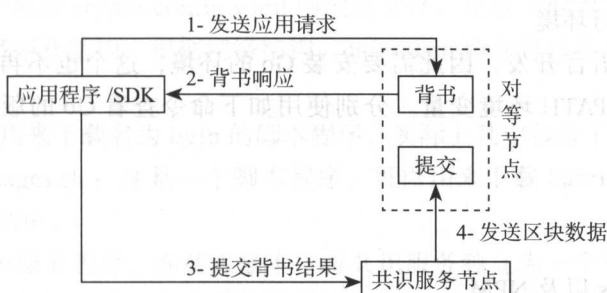 1- 发送应用请求
2- 背书响应
应用程序 /SDK
背书
对等节点
提交
4- 发送区块数据
3- 提交背书结果
共识服务节点